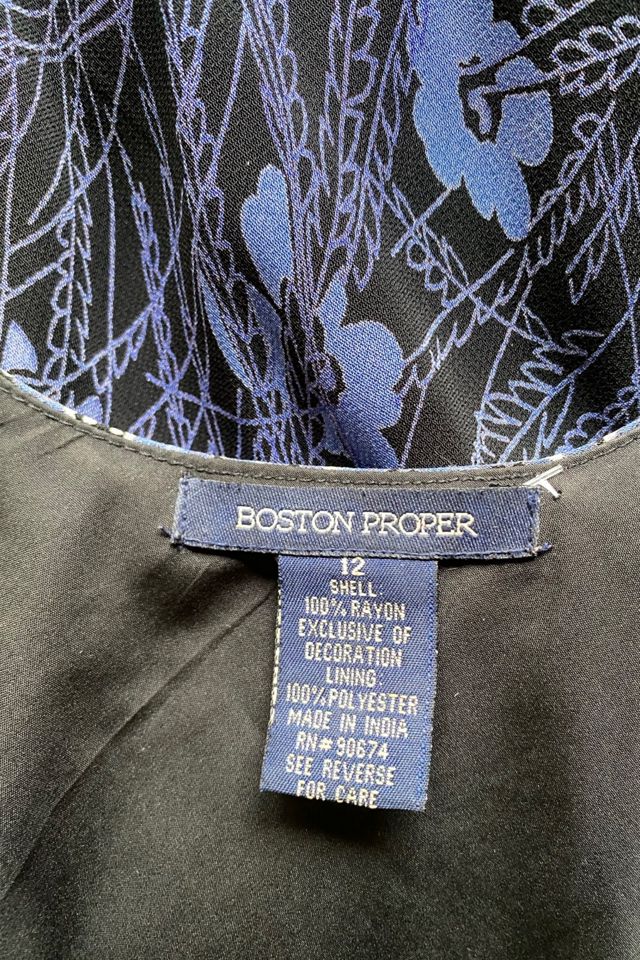 BOSTON PROPER
12
SHELL:
100% RAYON
EXCLUSIVE OF
DECORATION
LINING:
100% POLYESTER
MADE IN INDIA
RN# 90674
SEE REVERSE
FOR CARE